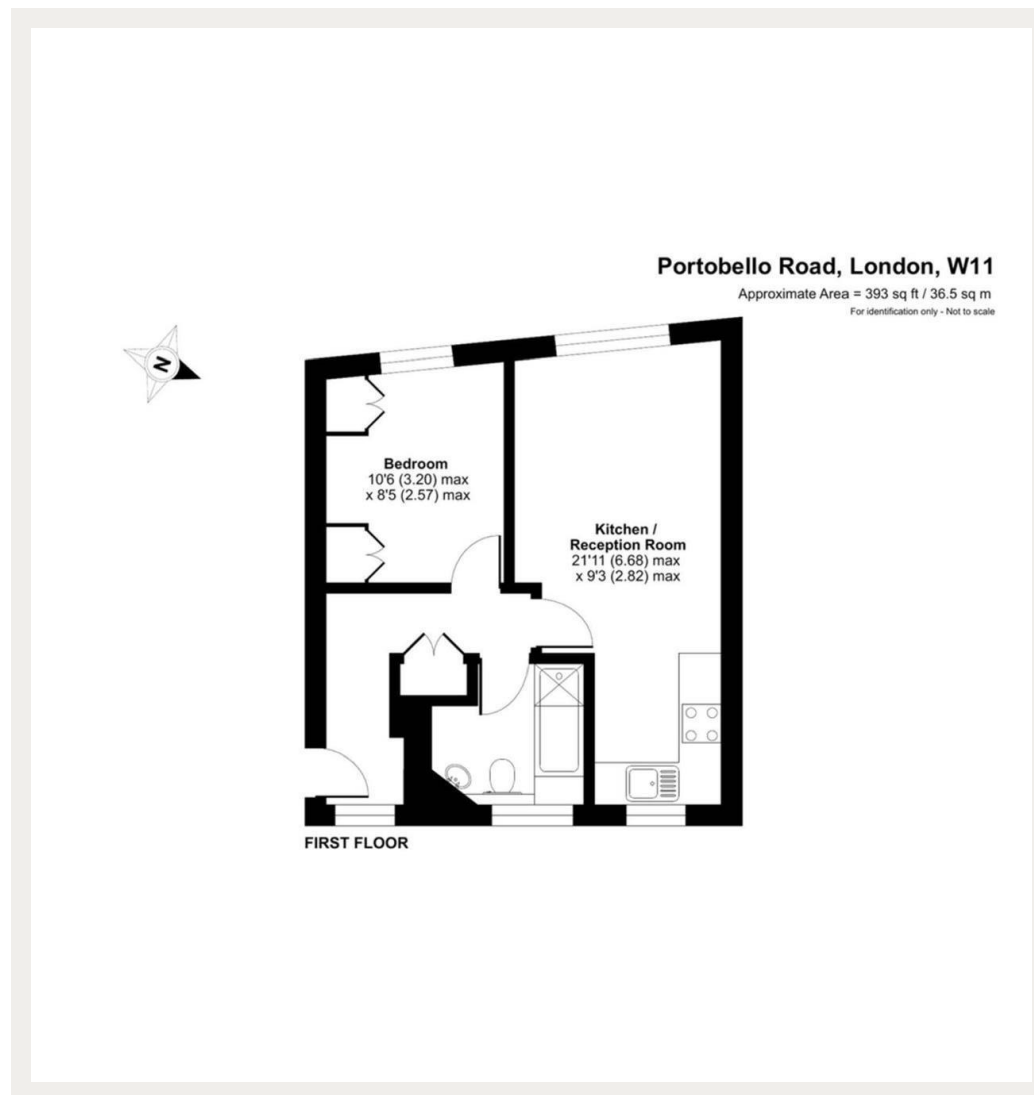 Portobello Road, London, W11
Approximate Area = 393 sq ft / 36.5 sq m
For identification only - Not to scale
N
Bedroom
10'6 (3.20) max
x 8'5 (2.57) max
Kitchen /
Reception Room
21'11 (6.68) max
x 9'3 (2.82) max
FIRST FLOOR